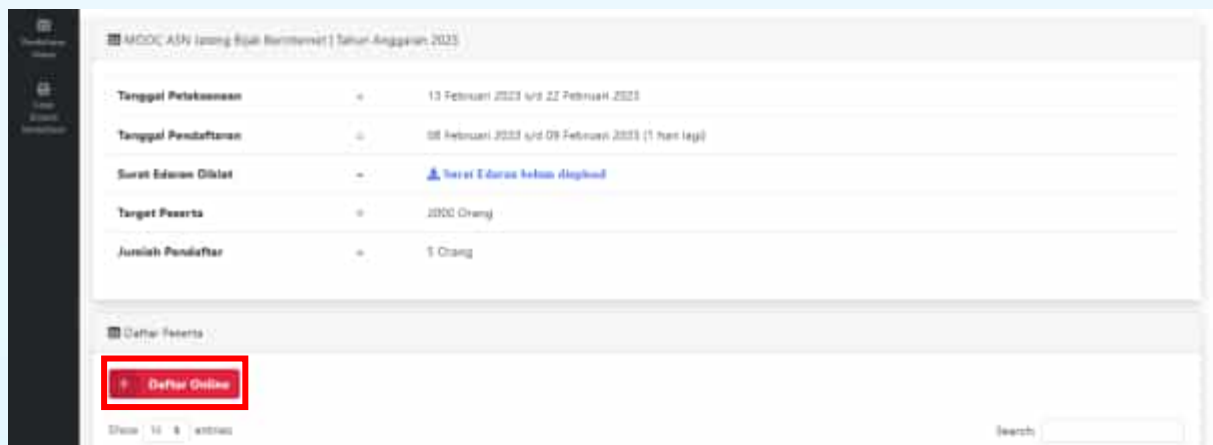 MOOC ASN Jateng Bijak Berinternet | Tahun Anggaran 2023
Tanggal Pelaksanaan : 13 Februari 2023 s/d 22 Februari 2023
Tanggal Pendaftaran : 08 Februari 2023 s/d 09 Februari 2023 (1 hari lagi)
Surat Edaran Diklat : Surat Edaran belum diupload
Target Peserta : 2000 Orang
Jumlah Pendaftar : 5 Orang
Daftar Peserta
+ Daftar Online
Show 10 entries
Search: